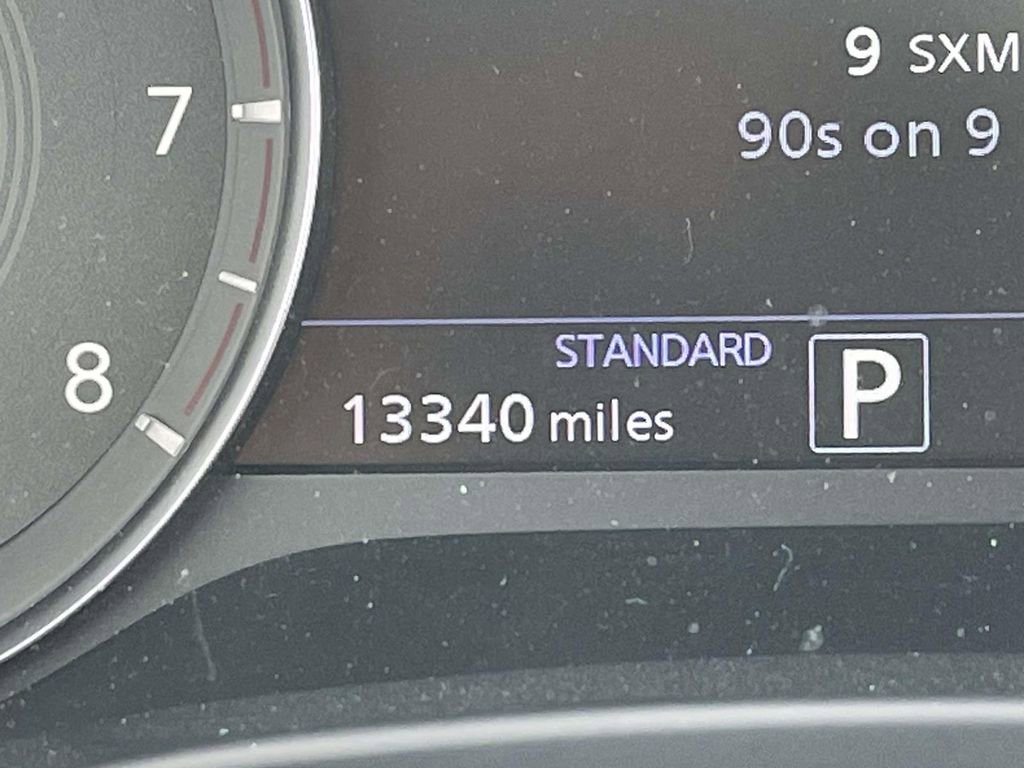 9 SXM
90s on 9
7
STANDARD
P
8
13340 miles